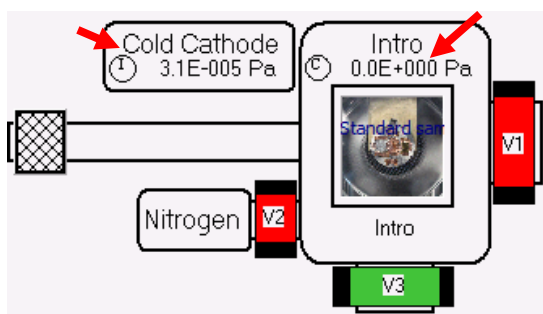 Cold Cathode
I 3.1E-005 Pa
Intro
C 0.0E+000 Pa
Standard sam
V1
Nitrogen
V2
Intro
V3